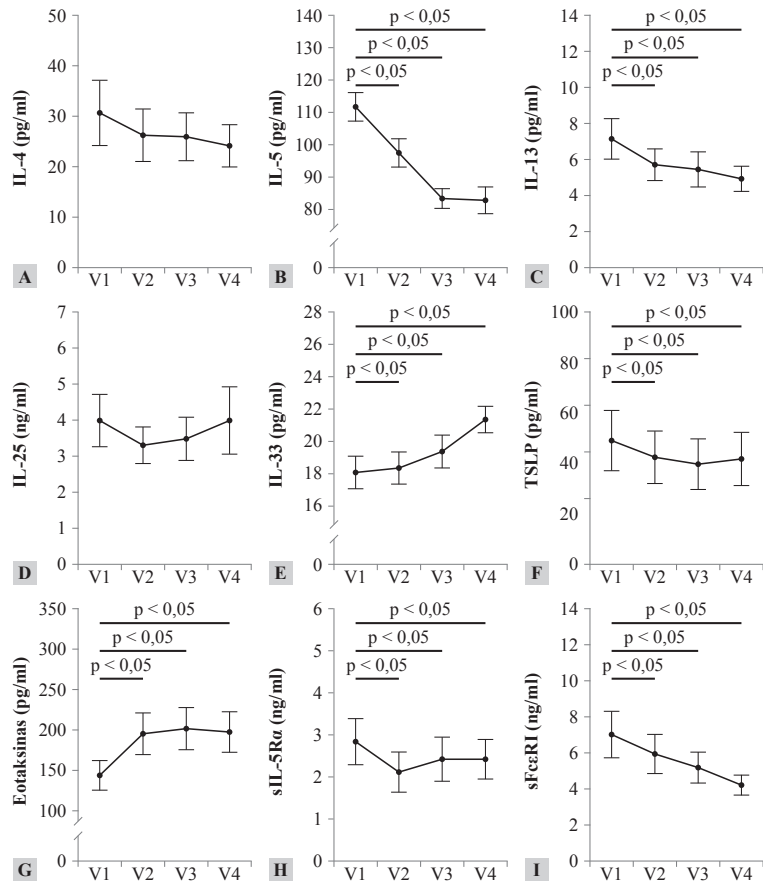 IL-4 (pg/ml)
50
40
30
20
10
0
V1 V2 V3 V4
A
IL-5 (pg/ml)
140
130
120
110
100
90
80
0
p < 0,05
p < 0,05
p < 0,05
V1 V2 V3 V4
B
IL-13 (pg/ml)
14
12
10
8
6
4
2
0
p < 0,05
p < 0,05
p < 0,05
V1 V2 V3 V4
C
IL-25 (ng/ml)
7
6
5
4
3
2
1
0
V1 V2 V3 V4
D
IL-33 (pg/ml)
28
26
24
22
20
18
16
0
p < 0,05
p < 0,05
p < 0,05
V1 V2 V3 V4
E
TSLP (pg/ml)
100
80
60
40
20
0
p < 0,05
p < 0,05
p < 0,05
V1 V2 V3 V4
F
Eotaksinas (pg/ml)
350
300
250
200
150
100
0
p < 0,05
p < 0,05
p < 0,05
V1 V2 V3 V4
G
sIL-5Rα (ng/ml)
6
5
4
3
2
1
0
p < 0,05
p < 0,05
p < 0,05
V1 V2 V3 V4
H
sFcεRI (ng/ml)
14
12
10
8
6
4
2
0
p < 0,05
p < 0,05
p < 0,05
V1 V2 V3 V4
I